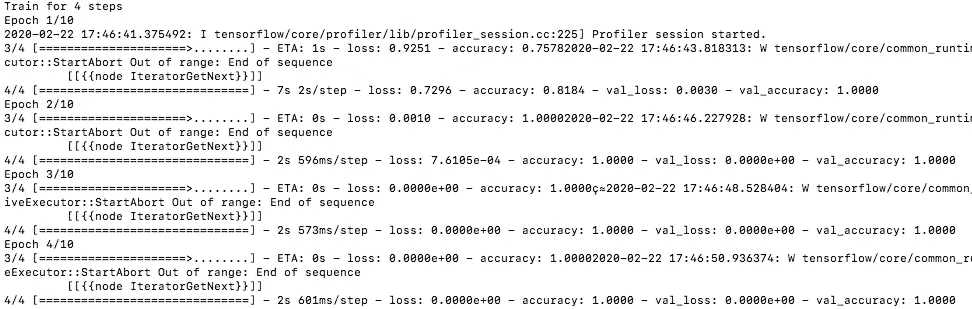 Train for 4 steps
Epoch 1/10
2020-02-22 17:46:41.375492: I tensorflow/core/profiler/lib/profiler_session.cc:225] Profiler session started.
3/4 [=====================>........] - ETA: 1s - loss: 0.9251 - accuracy: 0.75782020-02-22 17:46:43.818313: W tensorflow/core/common_runtim
cutor::StartAbort Out of range: End of sequence
[[{{node IteratorGetNext}}]]
4/4 [==============================] - 7s 2s/step - loss: 0.7296 - accuracy: 0.8184 - val_loss: 0.0030 - val_accuracy: 1.0000
Epoch 2/10
3/4 [=====================>........] - ETA: 0s - loss: 0.0010 - accuracy: 1.00002020-02-22 17:46:46.227928: W tensorflow/core/common_runtim
cutor::StartAbort Out of range: End of sequence
[[{{node IteratorGetNext}}]]
4/4 [==============================] - 2s 596ms/step - loss: 7.6105e-04 - accuracy: 1.0000 - val_loss: 0.0000e+00 - val_accuracy: 1.0000
Epoch 3/10
3/4 [=====================>........] - ETA: 0s - loss: 0.0000e+00 - accuracy: 1.0000ç≈2020-02-22 17:46:48.528404: W tensorflow/core/common_
iveExecutor::StartAbort Out of range: End of sequence
[[{{node IteratorGetNext}}]]
4/4 [==============================] - 2s 573ms/step - loss: 0.0000e+00 - accuracy: 1.0000 - val_loss: 0.0000e+00 - val_accuracy: 1.0000
Epoch 4/10
3/4 [=====================>........] - ETA: 0s - loss: 0.0000e+00 - accuracy: 1.00002020-02-22 17:46:50.936374: W tensorflow/core/common_ru
eExecutor::StartAbort Out of range: End of sequence
[[{{node IteratorGetNext}}]]
4/4 [==============================] - 2s 601ms/step - loss: 0.0000e+00 - accuracy: 1.0000 - val_loss: 0.0000e+00 - val_accuracy: 1.0000